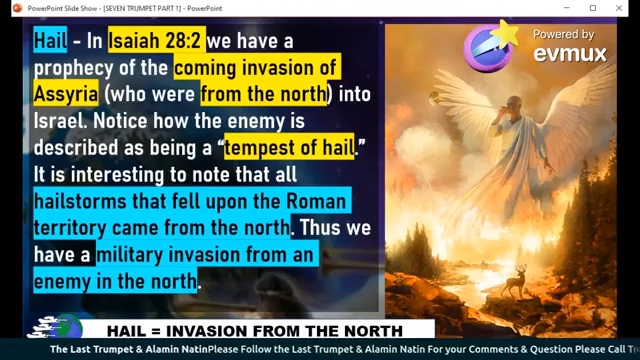 PowerPoint Slide Show - [SEVEN TRUMPET PART 1] - PowerPoint
Hail - In Isaiah 28:2 we have a
prophecy of the coming invasion of
Assyria (who were from the north) into
Israel. Notice how the enemy is
described as being a “tempest of hail.”
It is interesting to note that all
hailstorms that fell upon the Roman
territory came from the north. Thus we
have a military invasion from an
enemy in the north.
Powered by
evmux
HAIL = INVASION FROM THE NORTH
The Last Trumpet & Alamin NatinPlease Follow the Last Trumpet & Alamin Natin For your Comments & Question Please Call T